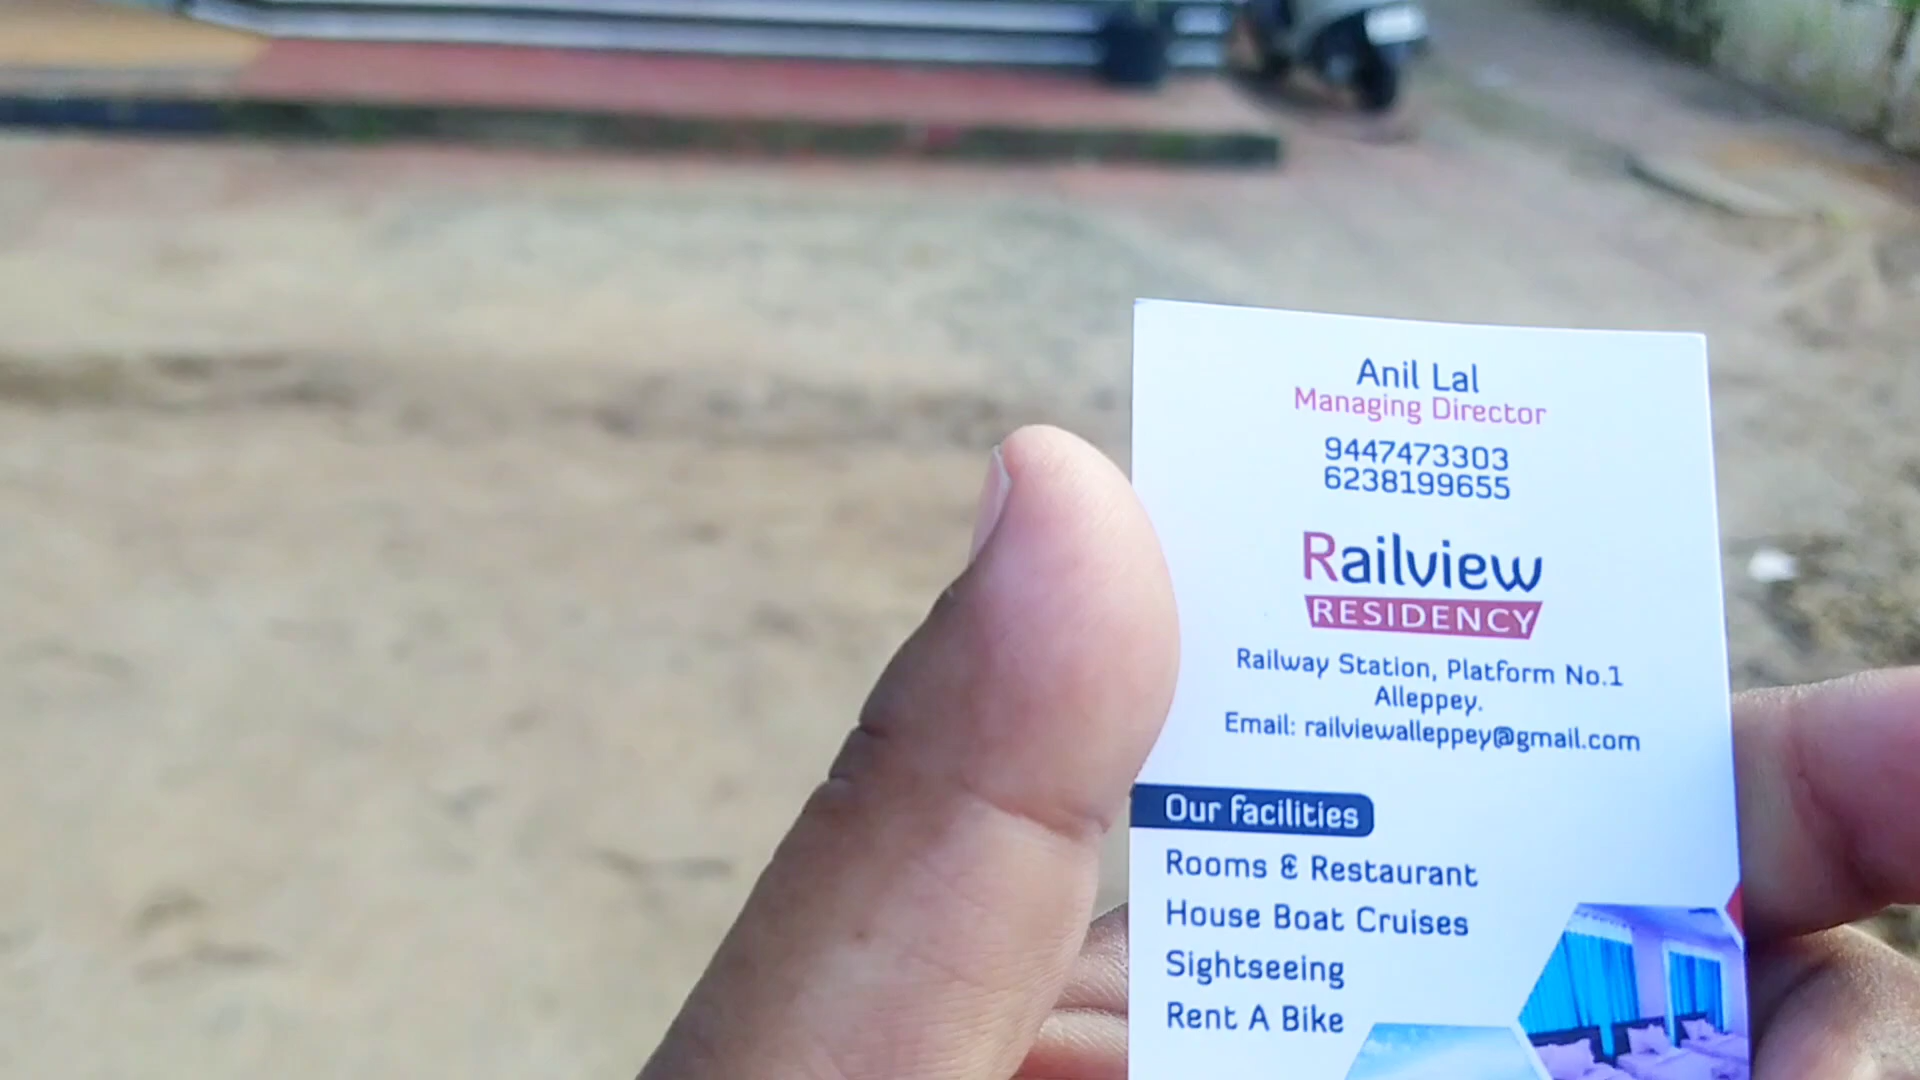 Anil Lal
Managing Director
9447473303
6238199655
Railview
RESIDENCY
Railway Station, Platform No.1
Alleppey.
Email: railviewalleppey@gmail.com
Our facilities
Rooms & Restaurant
House Boat Cruises
Sightseeing
Rent A Bike